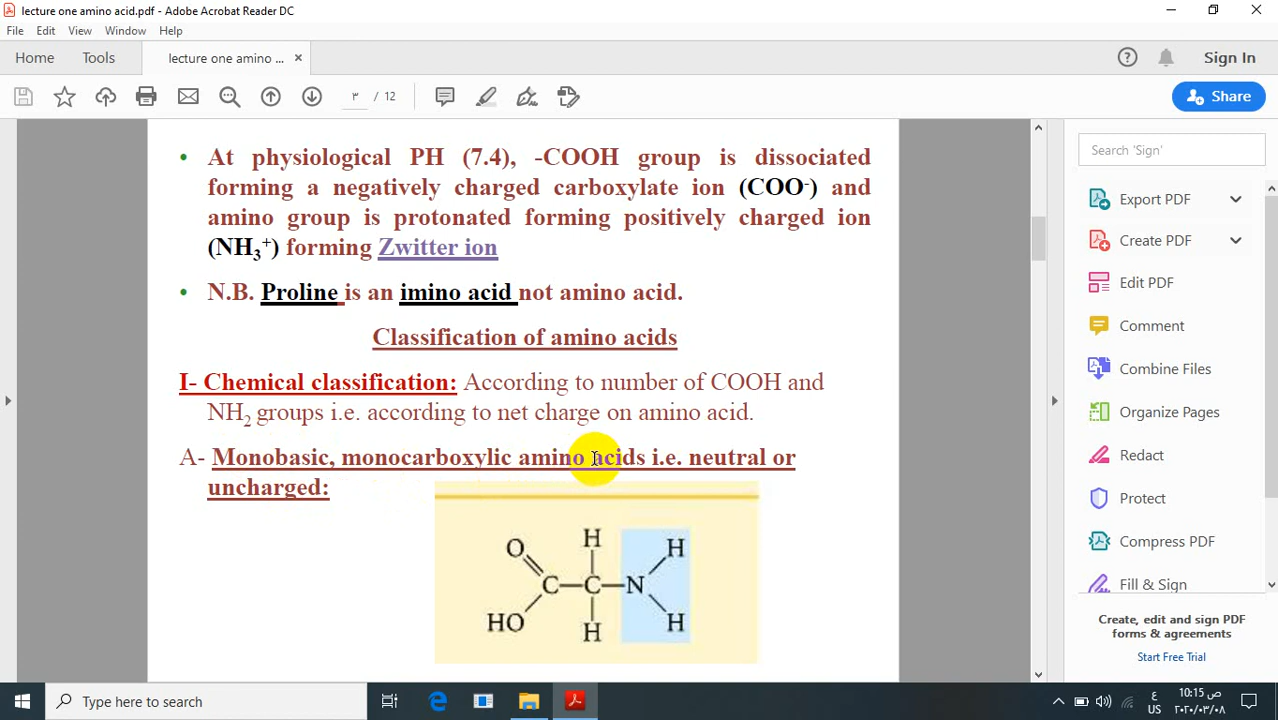 lecture one amino acid.pdf - Adobe Acrobat Reader DC
File Edit View Window Help
Home Tools lecture one amino ... × Sign In
٣ / 12 Share
• At physiological PH (7.4), -COOH group is dissociated
forming a negatively charged carboxylate ion (COO-) and
amino group is protonated forming positively charged ion
(NH3+) forming Zwitter ion
• N.B. Proline is an imino acid not amino acid.
Classification of amino acids
I- Chemical classification: According to number of COOH and
NH2 groups i.e. according to net charge on amino acid.
A- Monobasic, monocarboxylic amino acids i.e. neutral or
uncharged:
O H H
C C N
HO H H
Search 'Sign'
Export PDF
Create PDF
Edit PDF
Comment
Combine Files
Organize Pages
Redact
Protect
Compress PDF
Fill & Sign
Create, edit and sign PDF
forms & agreements
Start Free Trial
Type here to search
ع
US
10:15 ص
٢٠٢٠/٠٣/٠٨